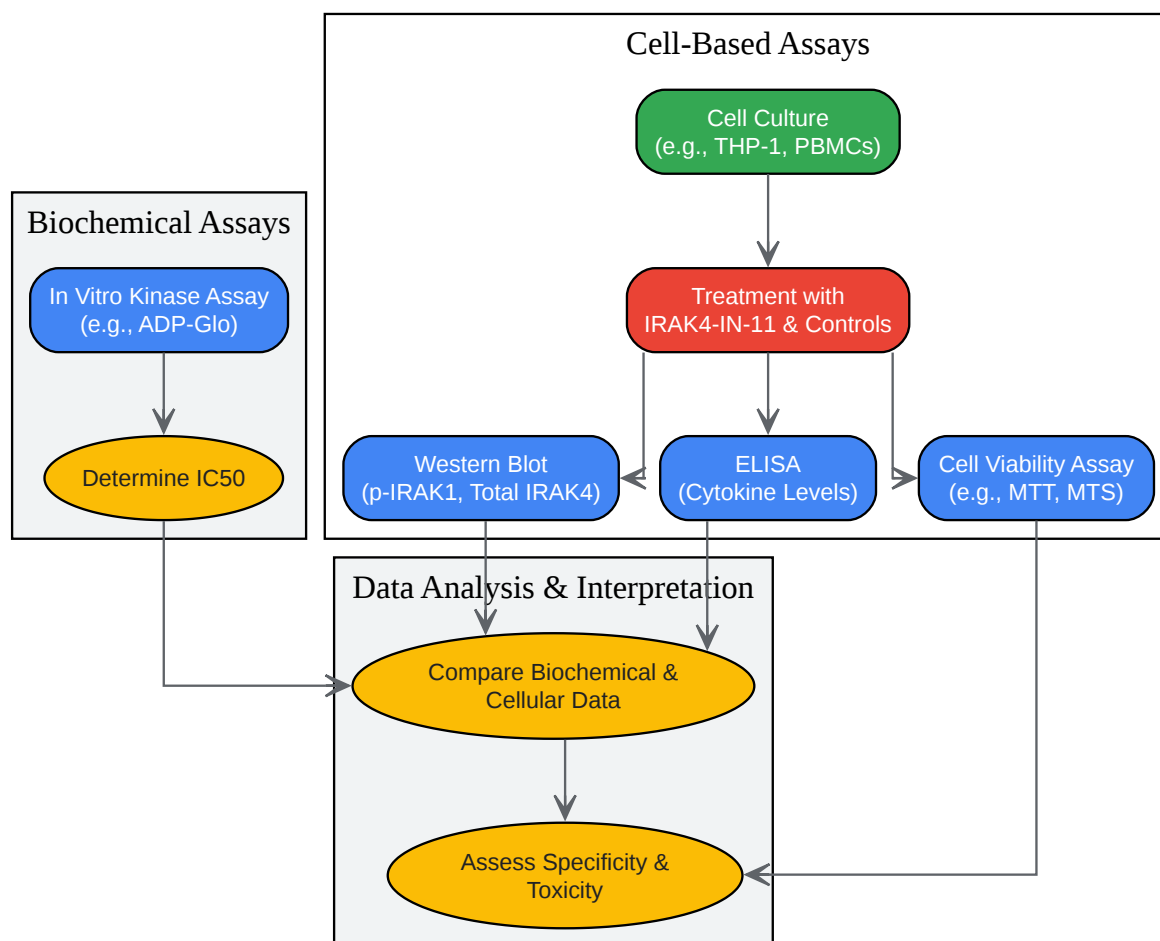 Cell-Based Assays
Cell Culture
(e.g., THP-1, PBMCs)
Biochemical Assays
In Vitro Kinase Assay
(e.g., ADP-Glo)
Treatment with
IRAK4-IN-11 & Controls
Determine IC50
Western Blot
(p-IRAK1, Total IRAK4)
ELISA
(Cytokine Levels)
Cell Viability Assay
(e.g., MTT, MTS)
Data Analysis & Interpretation
Compare Biochemical &
Cellular Data
Assess Specificity &
Toxicity